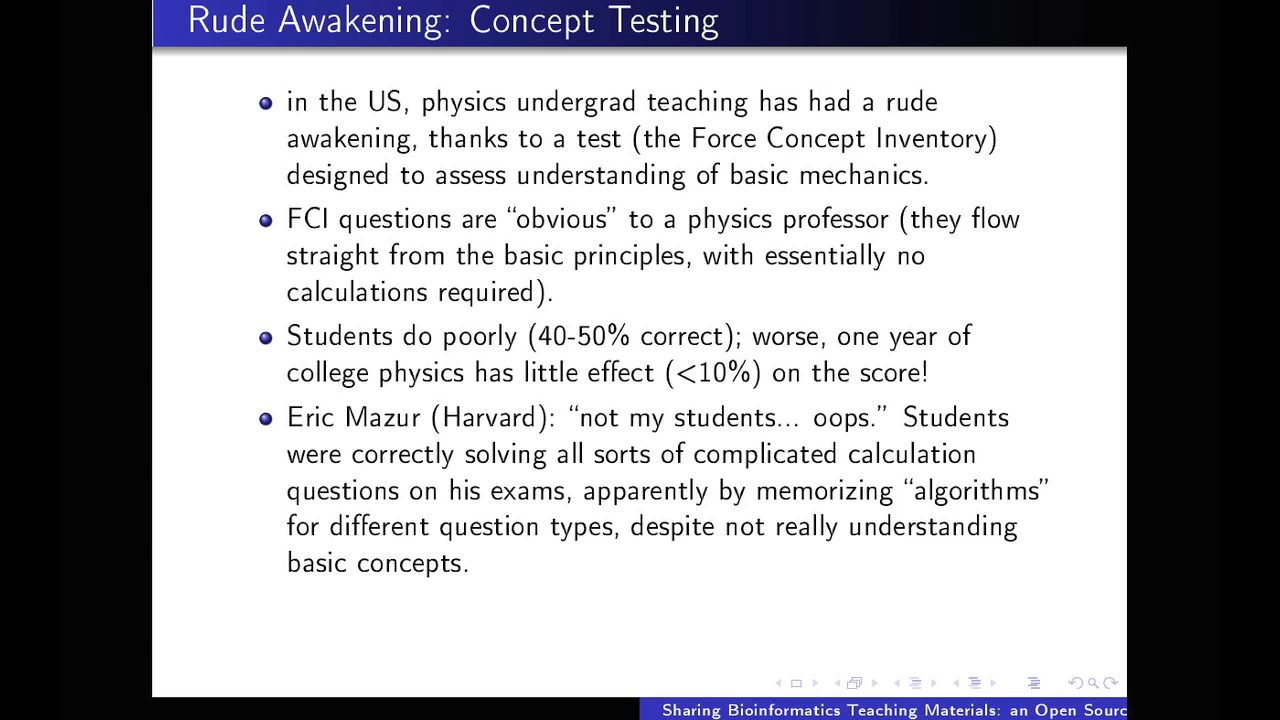 Rude Awakening: Concept Testing
in the US, physics undergrad teaching has had a rude
awakening, thanks to a test (the Force Concept Inventory)
designed to assess understanding of basic mechanics.
FCI questions are “obvious” to a physics professor (they flow
straight from the basic principles, with essentially no
calculations required).
Students do poorly (40-50% correct); worse, one year of
college physics has little effect (<10%) on the score!
Eric Mazur (Harvard): “not my students... oops.” Students
were correctly solving all sorts of complicated calculation
questions on his exams, apparently by memorizing “algorithms”
for different question types, despite not really understanding
basic concepts.
Sharing Bioinformatics Teaching Materials: an Open Sourc